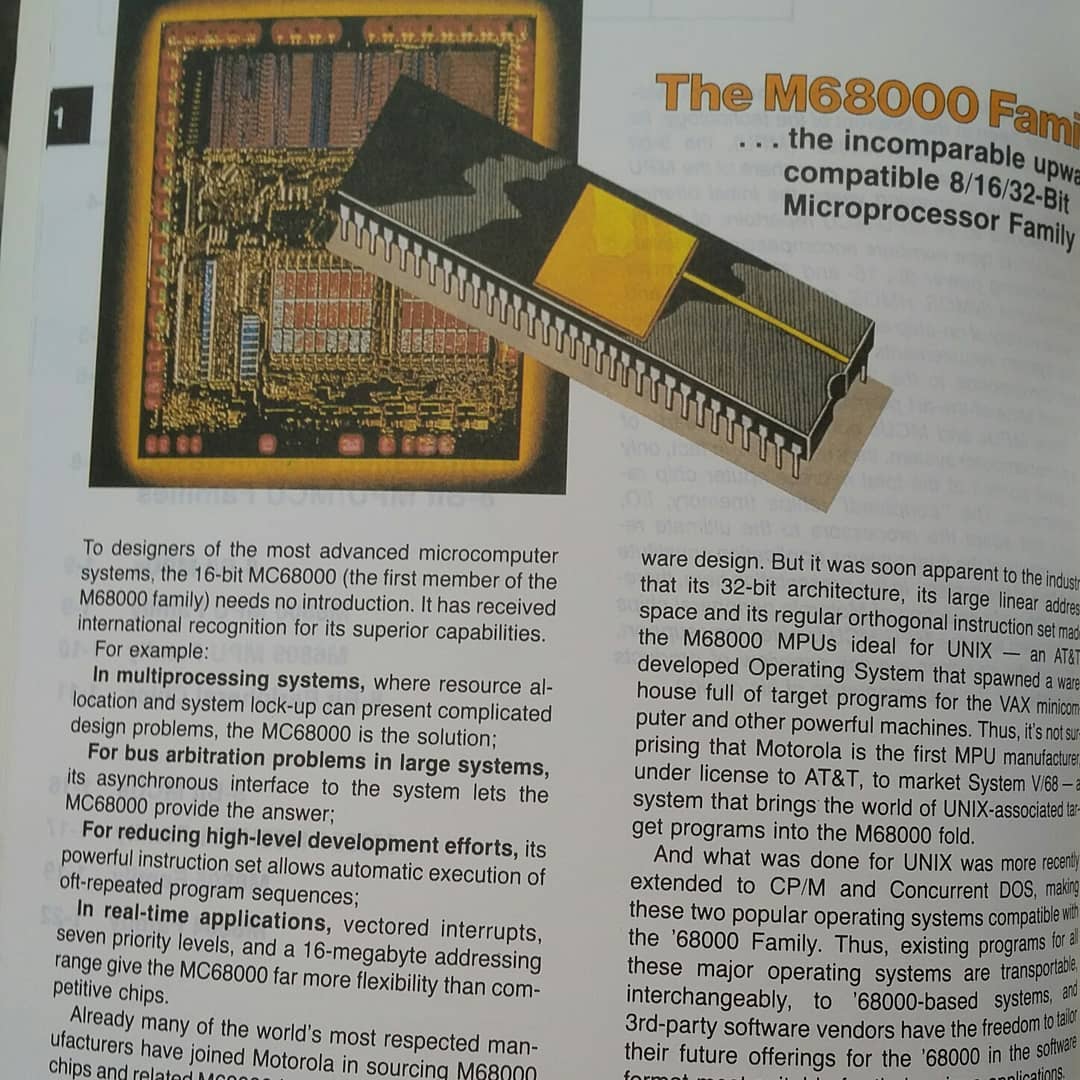 1
The M68000 Fami
. . . the incomparable upwa
compatible 8/16/32-Bit
Microprocessor Family
To designers of the most advanced microcomputer
systems, the 16-bit MC68000 (the first member of the
M68000 family) needs no introduction. It has received
international recognition for its superior capabilities.
For example:
In multiprocessing systems, where resource al-
location and system lock-up can present complicated
design problems, the MC68000 is the solution;
For bus arbitration problems in large systems,
its asynchronous interface to the system lets the
MC68000 provide the answer;
For reducing high-level development efforts, its
powerful instruction set allows automatic execution of
oft-repeated program sequences;
In real-time applications, vectored interrupts,
seven priority levels, and a 16-megabyte addressing
range give the MC68000 far more flexibility than com-
petitive chips.
Already many of the world's most respected man-
ufacturers have joined Motorola in sourcing M68000
chips and related
ware design. But it was soon apparent to the industr
that its 32-bit architecture, its large linear addres
space and its regular orthogonal instruction set mad
the M68000 MPUs ideal for UNIX — an AT&T
developed Operating System that spawned a ware
house full of target programs for the VAX minicom
puter and other powerful machines. Thus, it's not sur-
prising that Motorola is the first MPU manufacturer,
under license to AT&T, to market System V/68 – a
system that brings the world of UNIX-associated tar-
get programs into the M68000 fold.
And what was done for UNIX was more recently
extended to CP/M and Concurrent DOS, making
these two popular operating systems compatible with
the '68000 Family. Thus, existing programs for all
these major operating systems are transportable,
interchangeably, to '68000-based systems, and
3rd-party software vendors have the freedom to tailor
their future offerings for the '68000 in the software
format